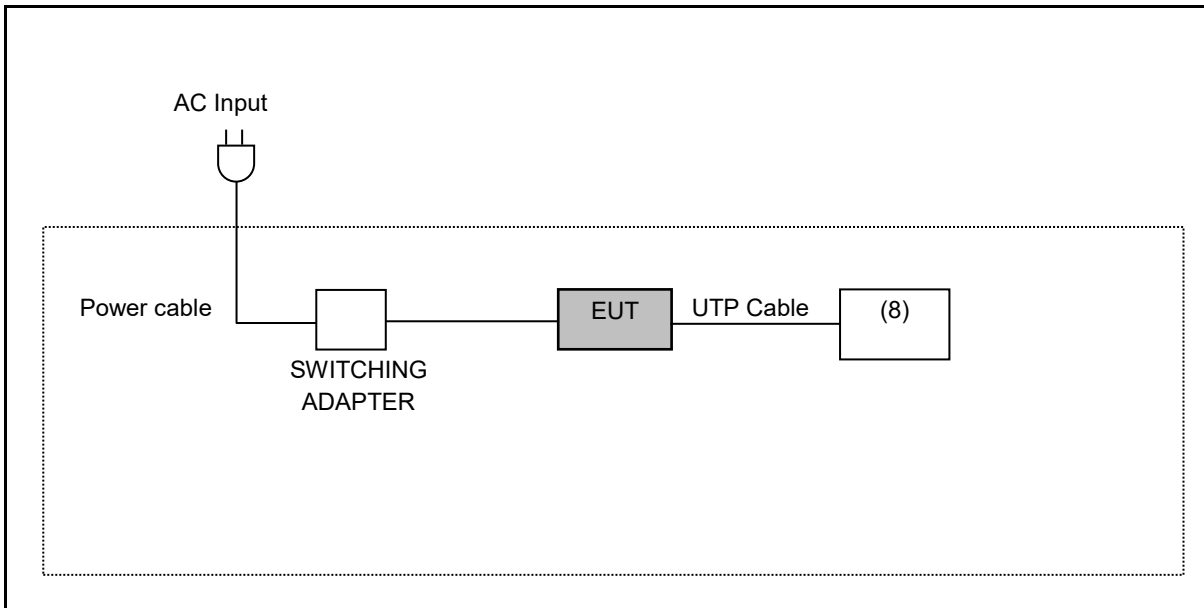 AC Input
Power cable
EUT
UTP Cable
(8)
SWITCHING
ADAPTER